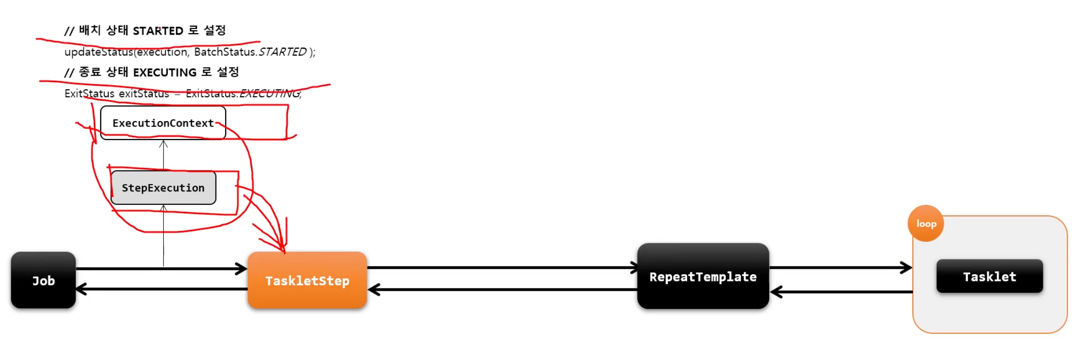 // 배치 상태 STARTED 로 설정
updateStatus(execution, BatchStatus.STARTED );
// 종료 상태 EXECUTING 로 설정
ExitStatus exitStatus = ExitStatus.EXECUTING;
ExecutionContext
StepExecution
loop
Job
TaskletStep
RepeatTemplate
Tasklet